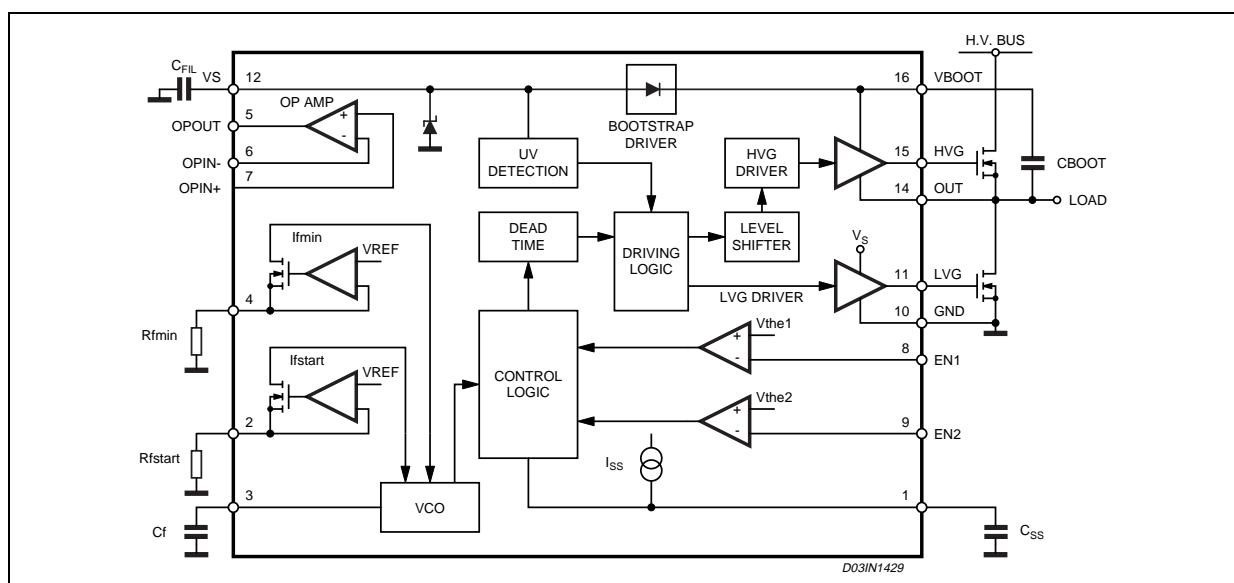 H.V. BUS
CFIL
VS
12
16
VBOOT
OP AMP
+
-
OPOUT
5
BOOTSTRAP
DRIVER
OPIN-
6
OPIN+
7
UV
DETECTION
HVG
DRIVER
15
HVG
CBOOT
14
OUT
LOAD
DEAD
TIME
DRIVING
LOGIC
LEVEL
SHIFTER
Ifmin
VREF
VS
11
LVG
LVG DRIVER
4
10
GND
Rfmin
Vthe1
+
-
8
EN1
Ifstart
VREF
CONTROL
LOGIC
Vthe2
+
-
2
9
EN2
Rfstart
ISS
3
VCO
1
Cf
CSS
D03IN1429